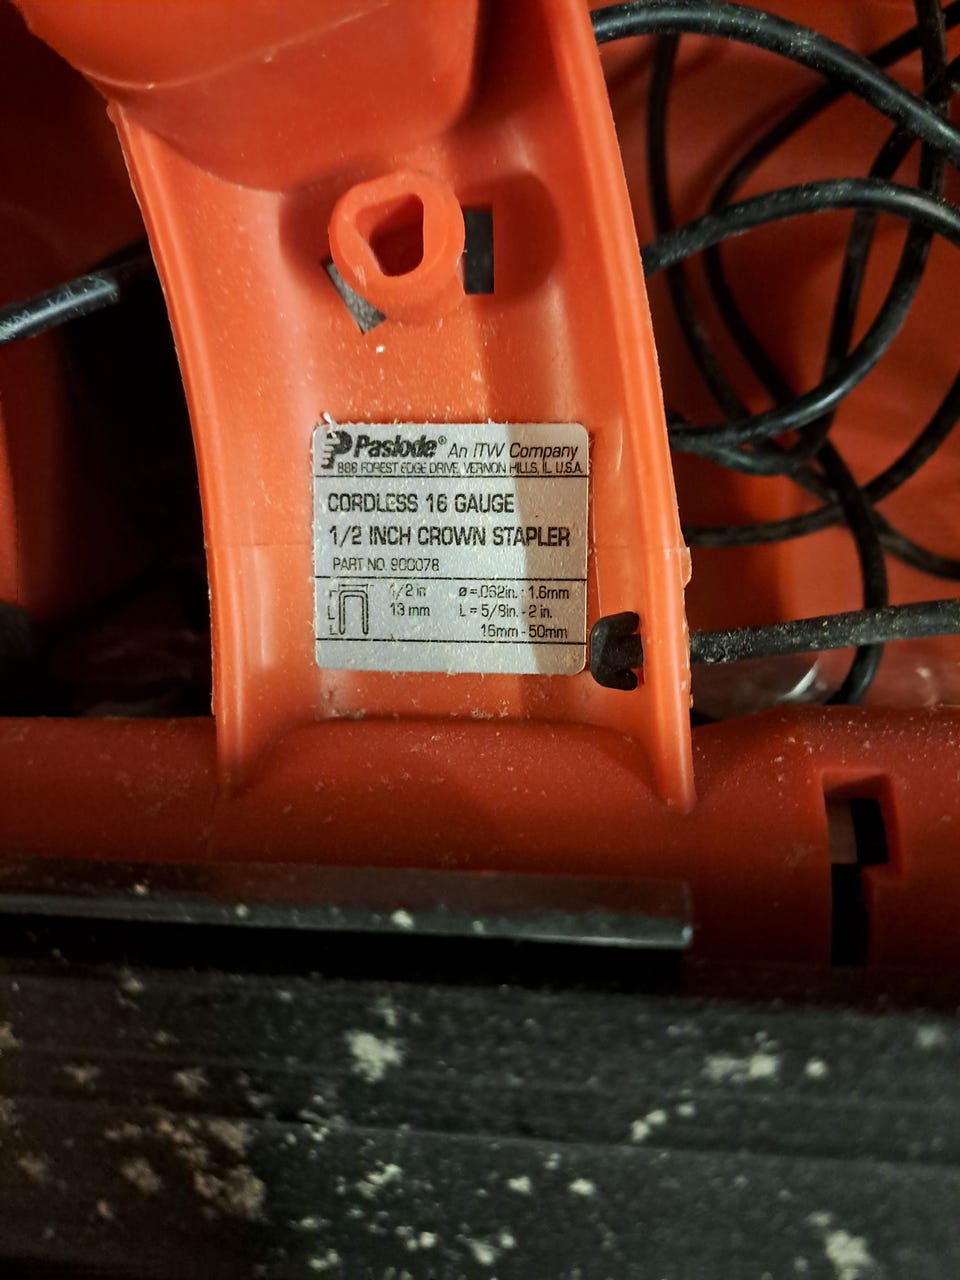 Paslode® An ITW Company
888 FOREST EDGE DRIVE, VERNON HILLS, IL U.S.A.
CORDLESS 16 GAUGE
1/2 INCH CROWN STAPLER
PART NO. 900078
1/2 in ø = .062in. : 1.6mm
13 mm L = 5/8in. - 2 in.
L 16mm - 50mm